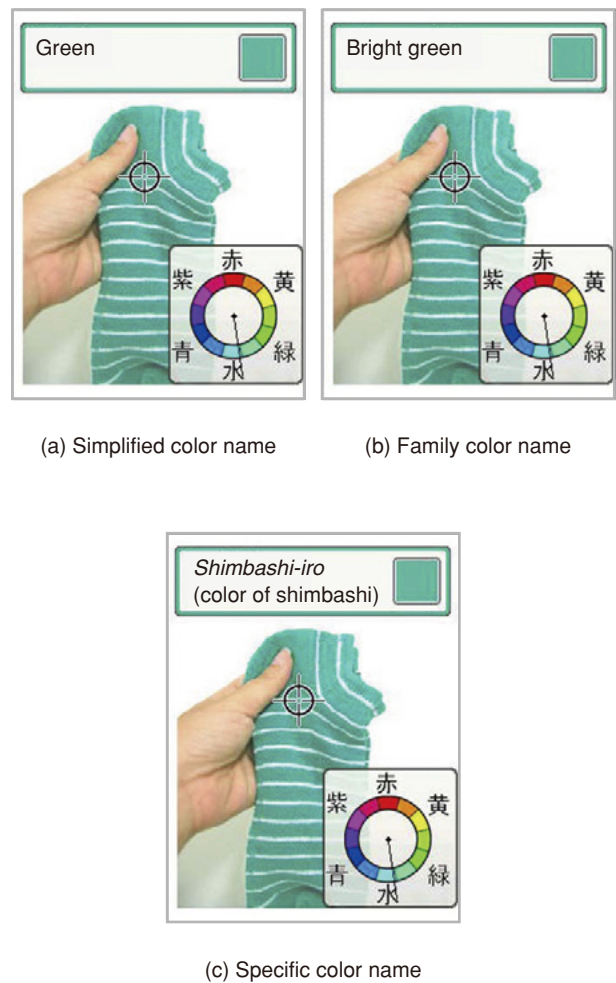 Green
Bright green
赤
紫
黄
青
緑
水
赤
紫
黄
青
緑
水
(a) Simplified color name
(b) Family color name
Shimbashi-iro
(color of shimbashi)
赤
紫
黄
青
緑
水
(c) Specific color name